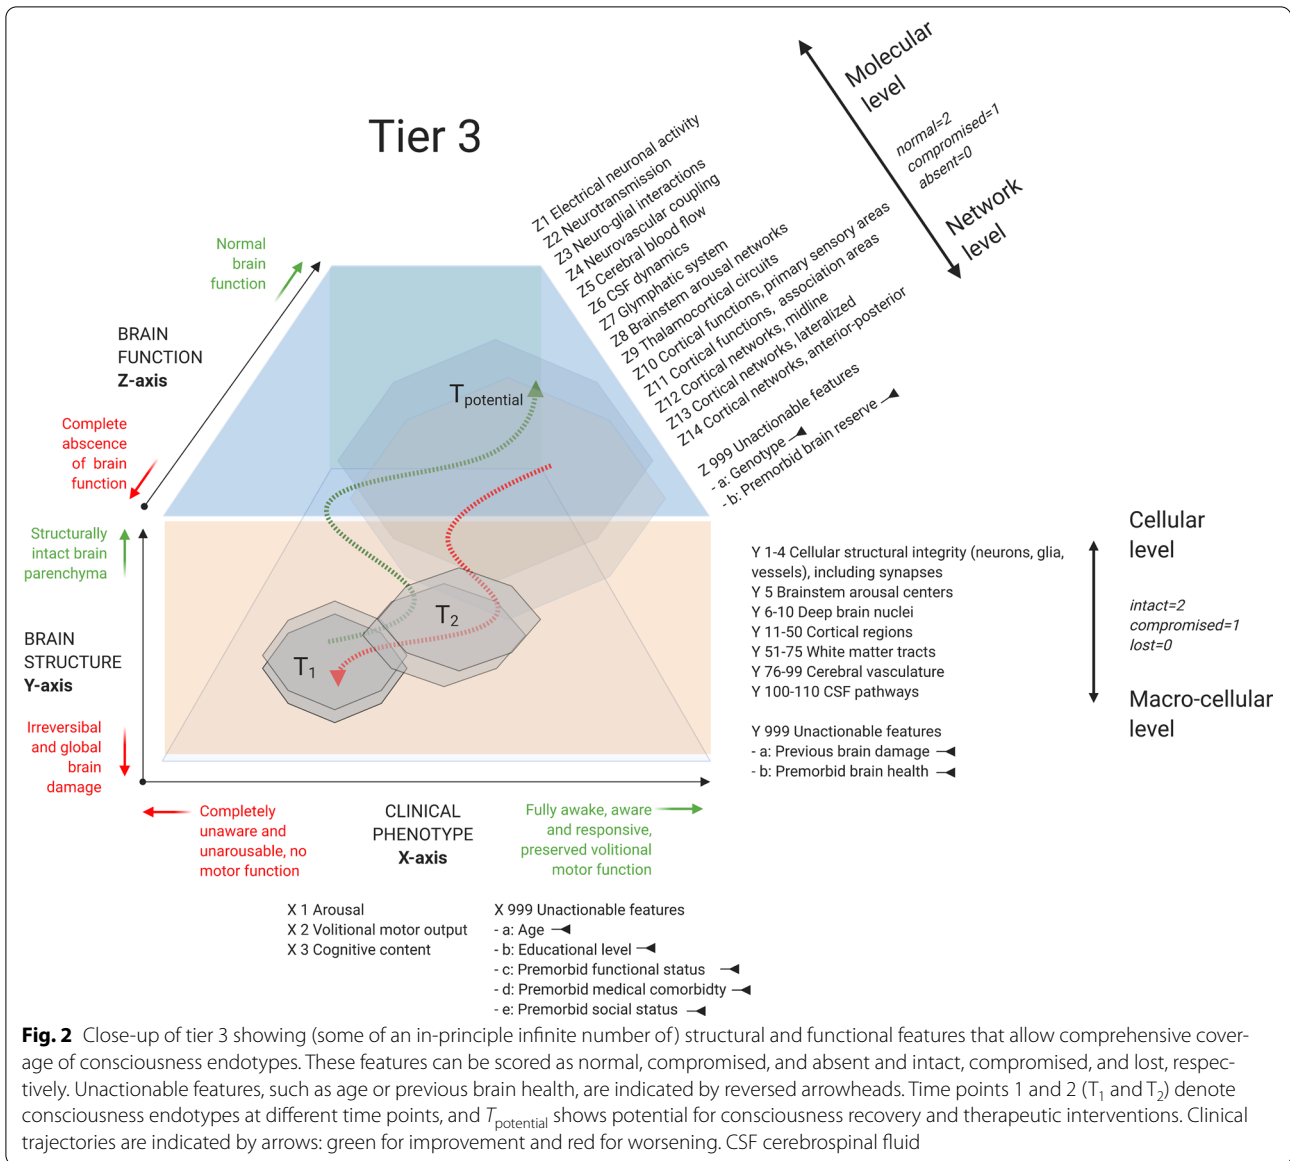 Tier 3
Molecular
level
normal=2
compromised=1
absent=0
Network
level
Z1 Electrical neuronal activity
Z2 Neurotransmission
Z3 Neuro-glial interactions
Z4 Neurovascular coupling
Z5 Cerebral blood flow
Z6 CSF dynamics
Z7 Glymphatic system
Z8 Brainstem arousal networks
Z9 Thalamocortical circuits
Z10 Cortical functions, primary sensory areas
Z11 Cortical functions, association areas
Z12 Cortical networks, midline
Z13 Cortical networks, lateralized
Z14 Cortical networks, anterior-posterior
Z 999 Unactionable features
- a: Genotype
- b: Premorbid brain reserve
Normal
brain
function
BRAIN
FUNCTION
Z-axis
Complete
abscence
of brain
function
Tpotential
T2
T1
Structurally
intact brain
parenchyma
BRAIN
STRUCTURE
Y-axis
Irreversibal
and global
brain
damage
Y 1-4 Cellular structural integrity (neurons, glia,
vessels), including synapses
Y 5 Brainstem arousal centers
Y 6-10 Deep brain nuclei
Y 11-50 Cortical regions
Y 51-75 White matter tracts
Y 76-99 Cerebral vasculature
Y 100-110 CSF pathways
Y 999 Unactionable features
- a: Previous brain damage
- b: Premorbid brain health
Cellular
level
intact=2
compromised=1
lost=0
Macro-cellular
level
Completely
unaware and
unarousable, no
motor function
CLINICAL
PHENOTYPE
X-axis
Fully awake, aware
and responsive,
preserved volitional
motor function
X 1 Arousal
X 2 Volitional motor output
X 3 Cognitive content
X 999 Unactionable features
- a: Age
- b: Educational level
- c: Premorbid functional status
- d: Premorbid medical comorbidty
- e: Premorbid social status
Fig. 2 Close-up of tier 3 showing (some of an in-principle infinite number of) structural and functional features that allow comprehensive cover-
age of consciousness endotypes. These features can be scored as normal, compromised, and absent and intact, compromised, and lost, respec-
tively. Unactionable features, such as age or previous brain health, are indicated by reversed arrowheads. Time points 1 and 2 (T1 and T2) denote
consciousness endotypes at different time points, and Tpotential shows potential for consciousness recovery and therapeutic interventions. Clinical
trajectories are indicated by arrows: green for improvement and red for worsening. CSF cerebrospinal fluid